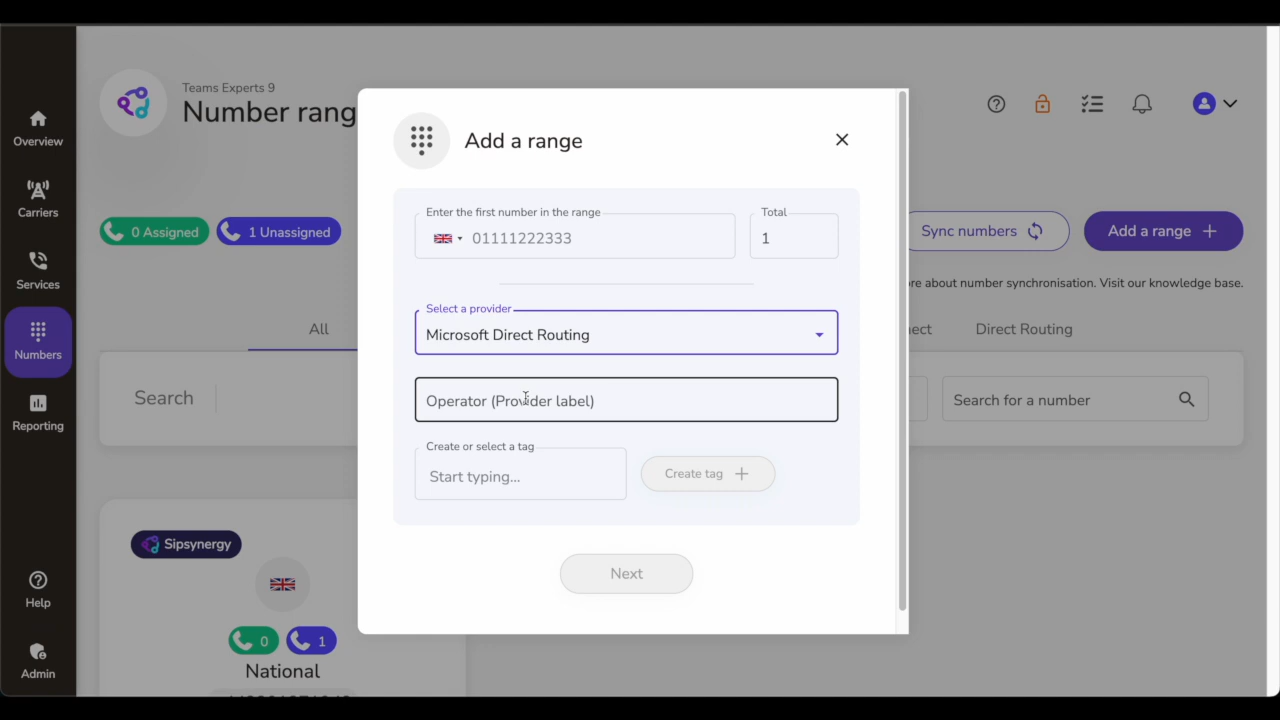 Teams Experts 9
Number rang
Overview
Carriers
Services
Numbers
Reporting
Help
Admin
0 Assigned
1 Unassigned
Sync numbers
Add a range
re about number synchronisation. Visit our knowledge base.
All
ect
Direct Routing
Search
Search for a number
Sipsynergy
0
1
National
Add a range
Enter the first number in the range
01111222333
Total
1
Select a provider
Microsoft Direct Routing
Operator (Provider label)
Create or select a tag
Start typing...
Create tag
Next